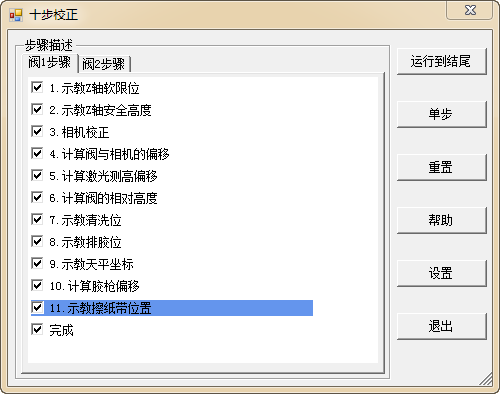 十步校正
步骤描述
阀1步骤 阀2步骤
1.示教Z轴软限位
2.示教Z轴安全高度
3.相机校正
4.计算阀与相机的偏移
5.计算激光测高偏移
6.计算阀的相对高度
7.示教清洗位
8.示教排胶位
9.示教天平坐标
10.计算胶枪偏移
11.示教擦纸带位置
完成
运行到结尾
单步
重置
帮助
设置
退出